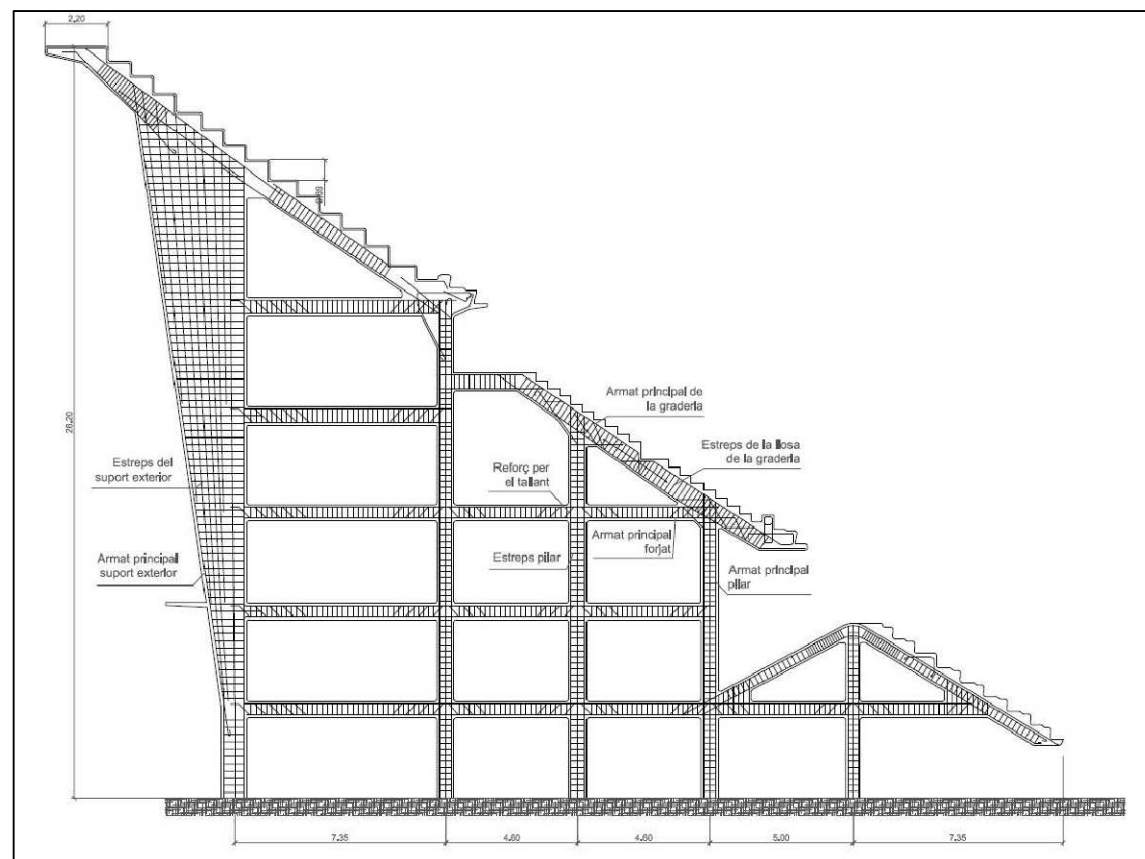 2,20
Armat principal de
la graderia
Estreps de la llosa
de la graderia
26,20
Estreps del
suport exterior
Reforç per
el tallant
Armat principal
forjat
Estreps pilar
Armat principal
suport exterior
Armat principal
pilar
7.35
4.60
4.60
5.00
7.35